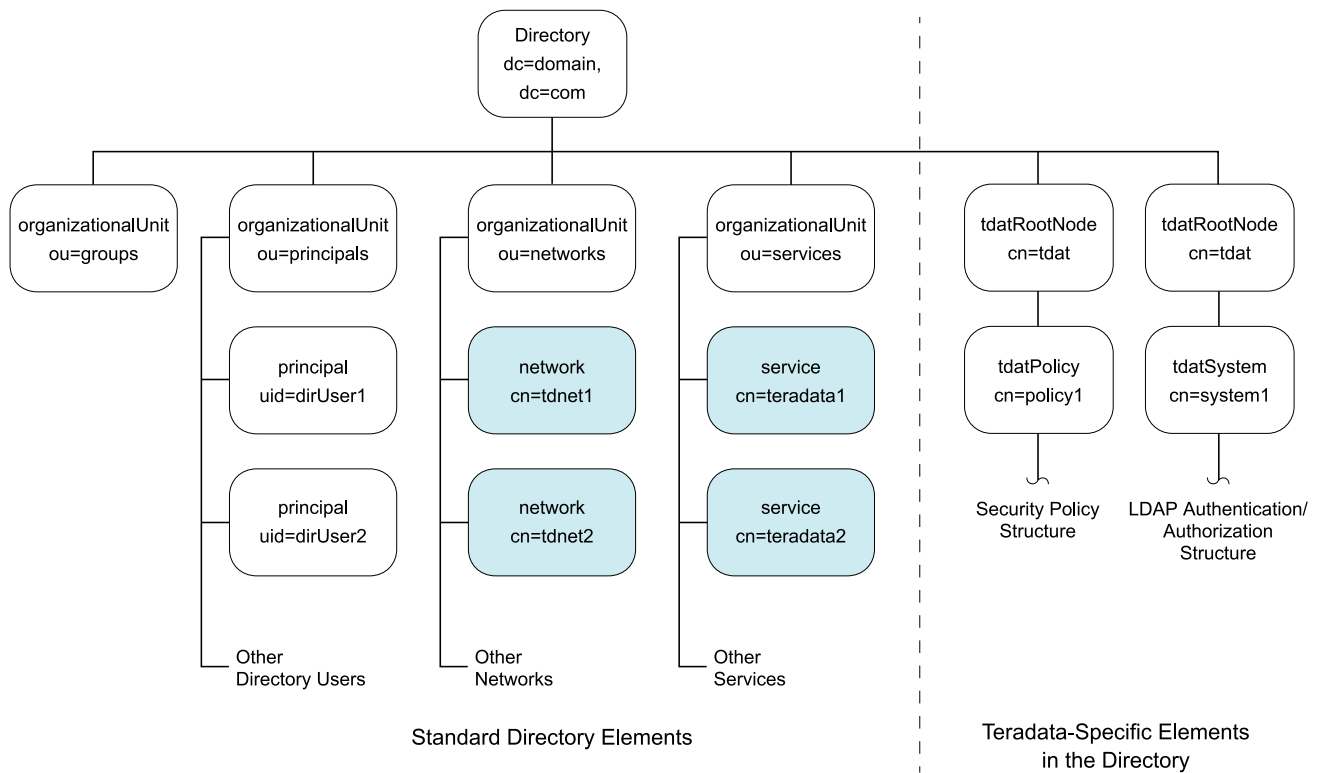 Directory
dc=domain,
dc=com
organizationalUnit
ou=groups
organizationalUnit
ou=principals
organizationalUnit
ou=networks
organizationalUnit
ou=services
tdatRootNode
cn=tdat
tdatRootNode
cn=tdat
principal
uid=dirUser1
network
cn=tdnet1
service
cn=teradata1
tdatPolicy
cn=policy1
tdatSystem
cn=system1
principal
uid=dirUser2
network
cn=tdnet2
service
cn=teradata2
Security Policy
Structure
LDAP Authentication/
Authorization
Structure
Other
Directory Users
Other
Networks
Other
Services
Standard Directory Elements
Teradata-Specific Elements
in the Directory